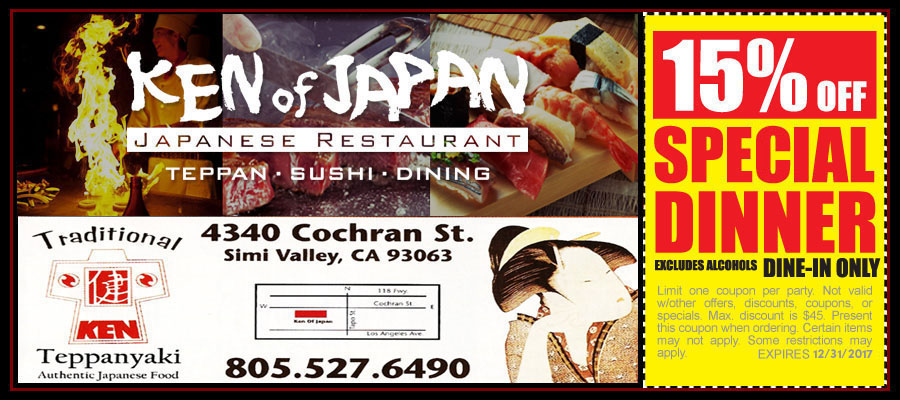 KEN of JAPAN
JAPANESE RESTAURANT
TEPPAN · SUSHI · DINING
Traditional
健
KEN
Teppanyaki
Authentic Japanese Food
4340 Cochran St.
Simi Valley, CA 93063
N
118 Fwy.
W
Cochran St
E
Ken Of Japan
Tapo St
Los Angeles Ave.
S
805.527.6490
15% OFF
SPECIAL
DINNER
EXCLUDES ALCOHOLS DINE-IN ONLY
Limit one coupon per party. Not valid
w/other offers, discounts, coupons, or
specials. Max. discount is $45. Present
this coupon when ordering. Certain items
may not apply. Some restrictions may
apply. EXPIRES 12/31/2017